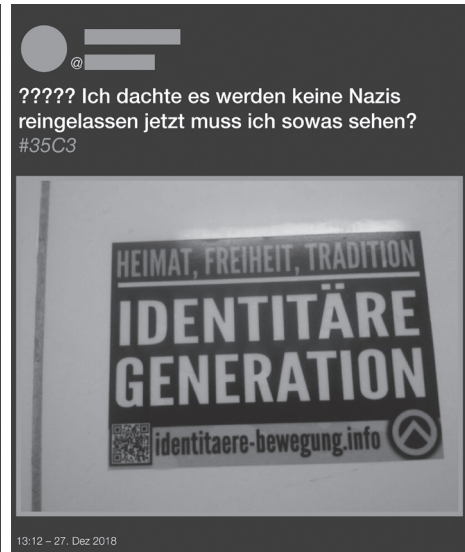 @
????? Ich dachte es werden keine Nazis
reingelassen jetzt muss ich sowas sehen?
#35C3
HEIMAT, FREIHEIT, TRADITION
IDENTITÄRE
GENERATION
identitaere-bewegung.info
13:12 – 27. Dez 2018